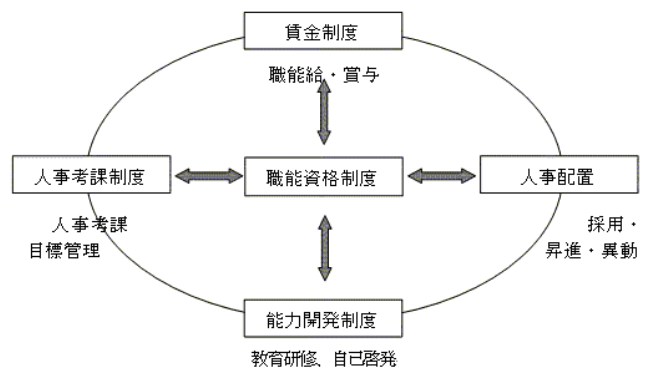 賃金制度
職能給・賞与
人事考課制度
職能資格制度
人事配置
人事考課
目標管理
採用・
昇進・異動
能力開発制度
教育研修、自己啓発